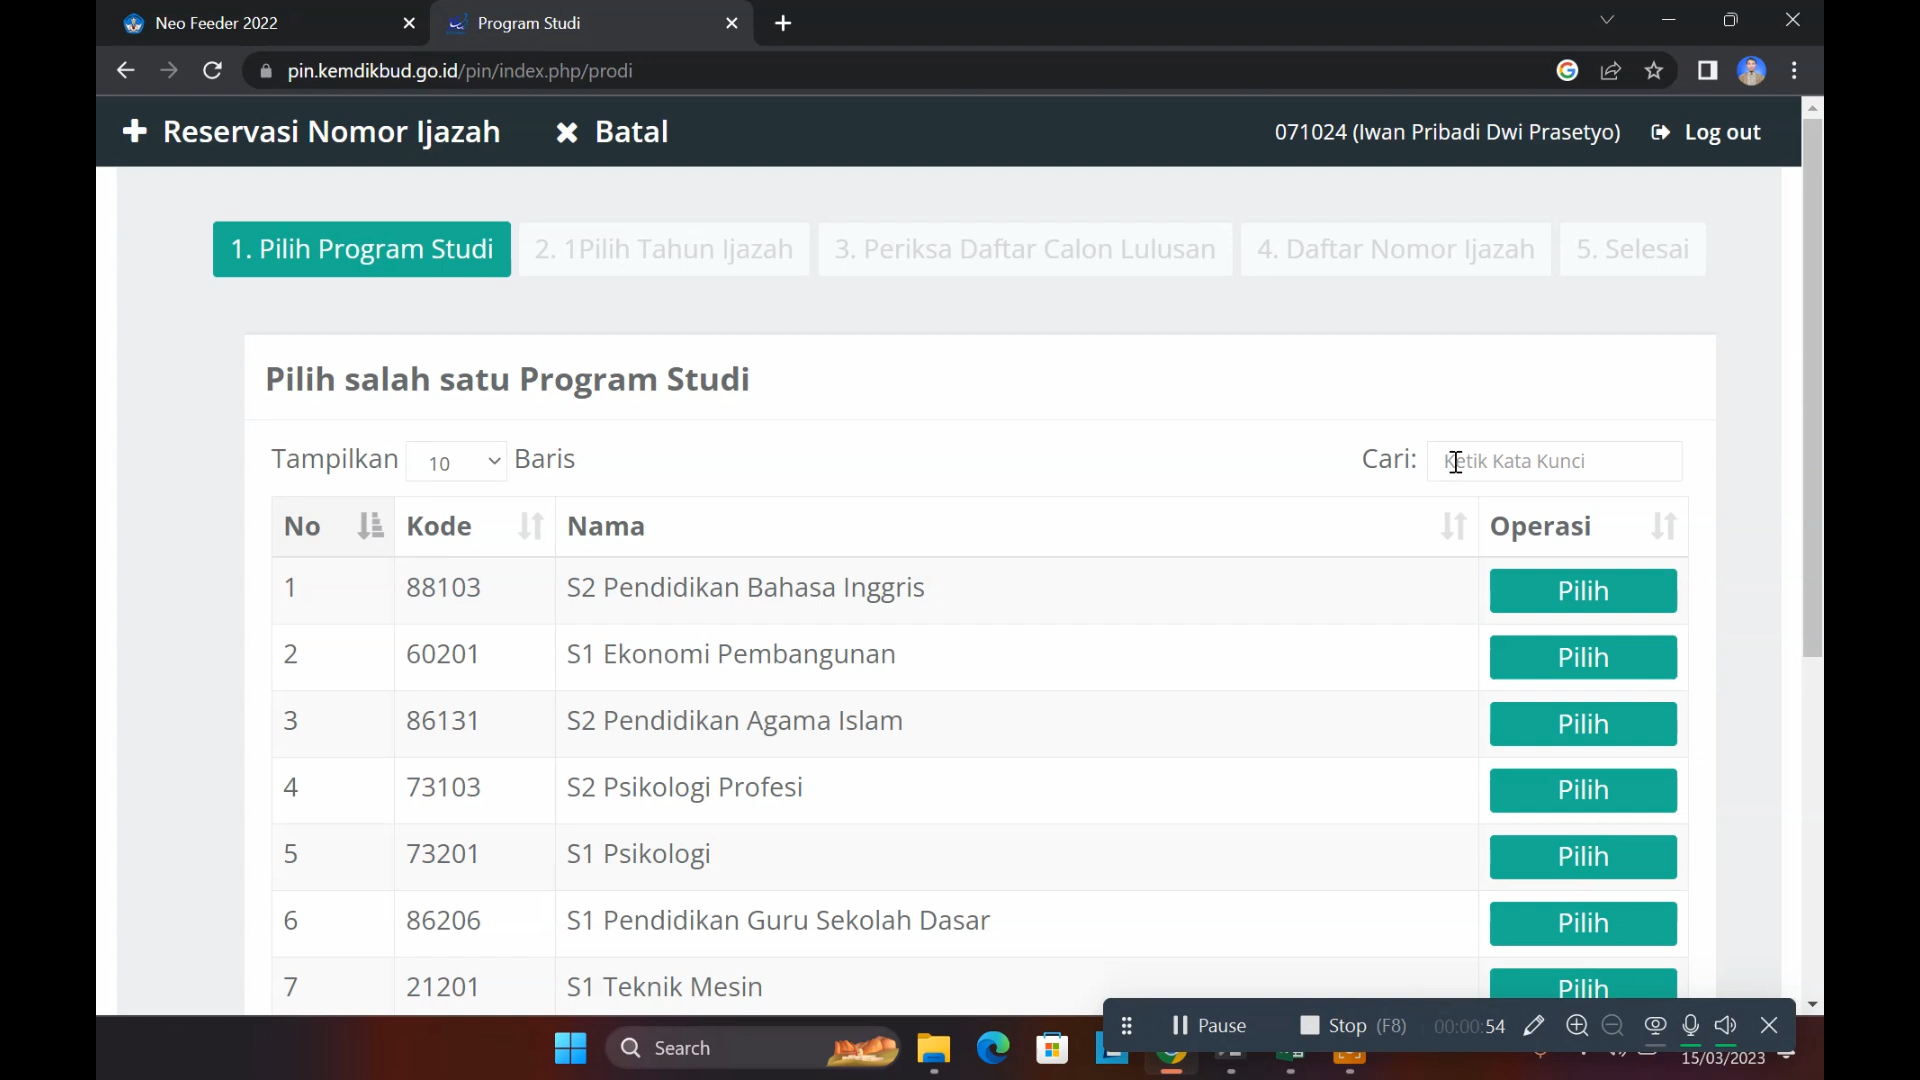 Neo Feeder 2022
Program Studi
pin.kemdikbud.go.id/pin/index.php/prodi
Reservasi Nomor Ijazah Batal 071024 (Iwan Pribadi Dwi Prasetyo) Log out
1. Pilih Program Studi 2. 1Pilih Tahun Ijazah 3. Periksa Daftar Calon Lulusan 4. Daftar Nomor Ijazah 5. Selesai
Pilih salah satu Program Studi
Tampilkan 10 Baris Cari: Ketik Kata Kunci
No Kode Nama Operasi
1 88103 S2 Pendidikan Bahasa Inggris Pilih
2 60201 S1 Ekonomi Pembangunan Pilih
3 86131 S2 Pendidikan Agama Islam Pilih
4 73103 S2 Psikologi Profesi Pilih
5 73201 S1 Psikologi Pilih
6 86206 S1 Pendidikan Guru Sekolah Dasar Pilih
7 21201 S1 Teknik Mesin Pilih
Pause Stop (F8) 00:00:54
Search
15/03/2023